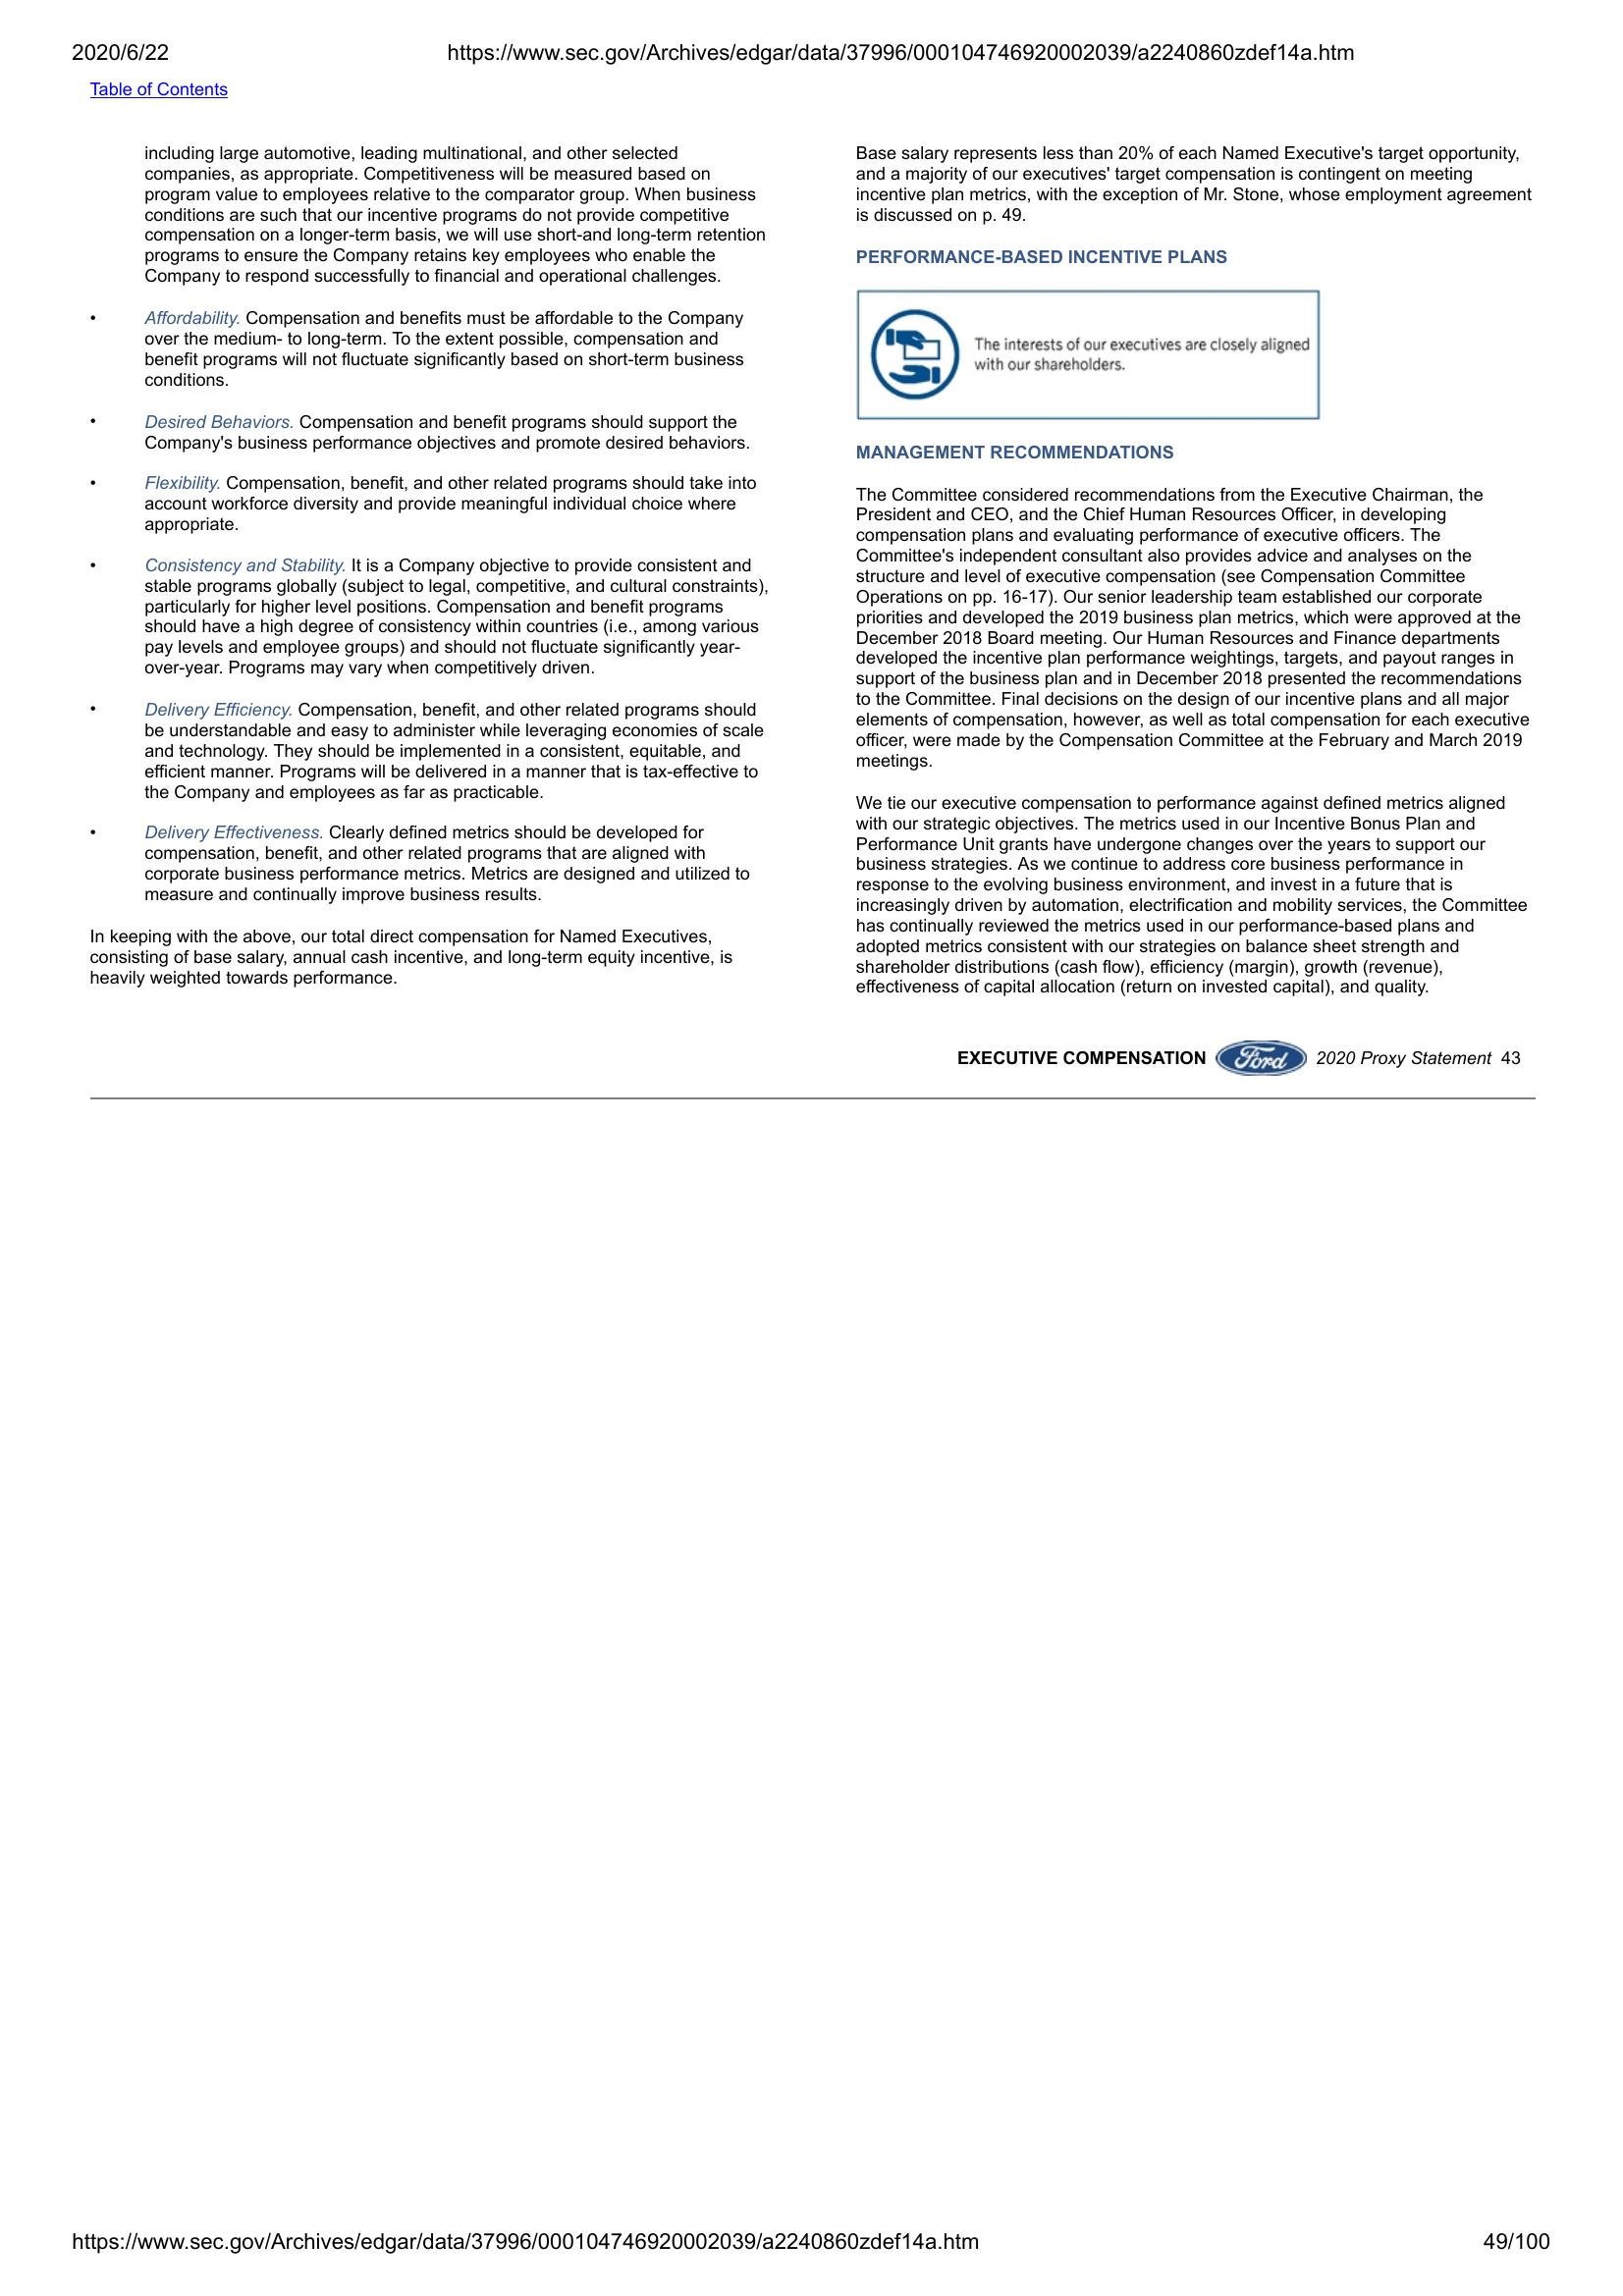 2020/6/22 https://www.sec.gov/Archives/edgar/data/37996/000104746920002039/a2240860zdef14a.htm
Table of Contents
including large automotive, leading multinational, and other selected
companies, as appropriate. Competitiveness will be measured based on
program value to employees relative to the comparator group. When business
conditions are such that our incentive programs do not provide competitive
compensation on a longer-term basis, we will use short-and long-term retention
programs to ensure the Company retains key employees who enable the
Company to respond successfully to financial and operational challenges.
• Affordability. Compensation and benefits must be affordable to the Company
over the medium- to long-term. To the extent possible, compensation and
benefit programs will not fluctuate significantly based on short-term business
conditions.
• Desired Behaviors. Compensation and benefit programs should support the
Company's business performance objectives and promote desired behaviors.
• Flexibility. Compensation, benefit, and other related programs should take into
account workforce diversity and provide meaningful individual choice where
appropriate.
• Consistency and Stability. It is a Company objective to provide consistent and
stable programs globally (subject to legal, competitive, and cultural constraints),
particularly for higher level positions. Compensation and benefit programs
should have a high degree of consistency within countries (i.e., among various
pay levels and employee groups) and should not fluctuate significantly year-
over-year. Programs may vary when competitively driven.
• Delivery Efficiency. Compensation, benefit, and other related programs should
be understandable and easy to administer while leveraging economies of scale
and technology. They should be implemented in a consistent, equitable, and
efficient manner. Programs will be delivered in a manner that is tax-effective to
the Company and employees as far as practicable.
• Delivery Effectiveness. Clearly defined metrics should be developed for
compensation, benefit, and other related programs that are aligned with
corporate business performance metrics. Metrics are designed and utilized to
measure and continually improve business results.
In keeping with the above, our total direct compensation for Named Executives,
consisting of base salary, annual cash incentive, and long-term equity incentive, is
heavily weighted towards performance.
Base salary represents less than 20% of each Named Executive's target opportunity,
and a majority of our executives' target compensation is contingent on meeting
incentive plan metrics, with the exception of Mr. Stone, whose employment agreement
is discussed on p. 49.
PERFORMANCE-BASED INCENTIVE PLANS
The interests of our executives are closely aligned
with our shareholders.
MANAGEMENT RECOMMENDATIONS
The Committee considered recommendations from the Executive Chairman, the
President and CEO, and the Chief Human Resources Officer, in developing
compensation plans and evaluating performance of executive officers. The
Committee's independent consultant also provides advice and analyses on the
structure and level of executive compensation (see Compensation Committee
Operations on pp. 16-17). Our senior leadership team established our corporate
priorities and developed the 2019 business plan metrics, which were approved at the
December 2018 Board meeting. Our Human Resources and Finance departments
developed the incentive plan performance weightings, targets, and payout ranges in
support of the business plan and in December 2018 presented the recommendations
to the Committee. Final decisions on the design of our incentive plans and all major
elements of compensation, however, as well as total compensation for each executive
officer, were made by the Compensation Committee at the February and March 2019
meetings.
We tie our executive compensation to performance against defined metrics aligned
with our strategic objectives. The metrics used in our Incentive Bonus Plan and
Performance Unit grants have undergone changes over the years to support our
business strategies. As we continue to address core business performance in
response to the evolving business environment, and invest in a future that is
increasingly driven by automation, electrification and mobility services, the Committee
has continually reviewed the metrics used in our performance-based plans and
adopted metrics consistent with our strategies on balance sheet strength and
shareholder distributions (cash flow), efficiency (margin), growth (revenue),
effectiveness of capital allocation (return on invested capital), and quality.
EXECUTIVE COMPENSATION Ford 2020 Proxy Statement 43
https://www.sec.gov/Archives/edgar/data/37996/000104746920002039/a2240860zdef14a.htm 49/100